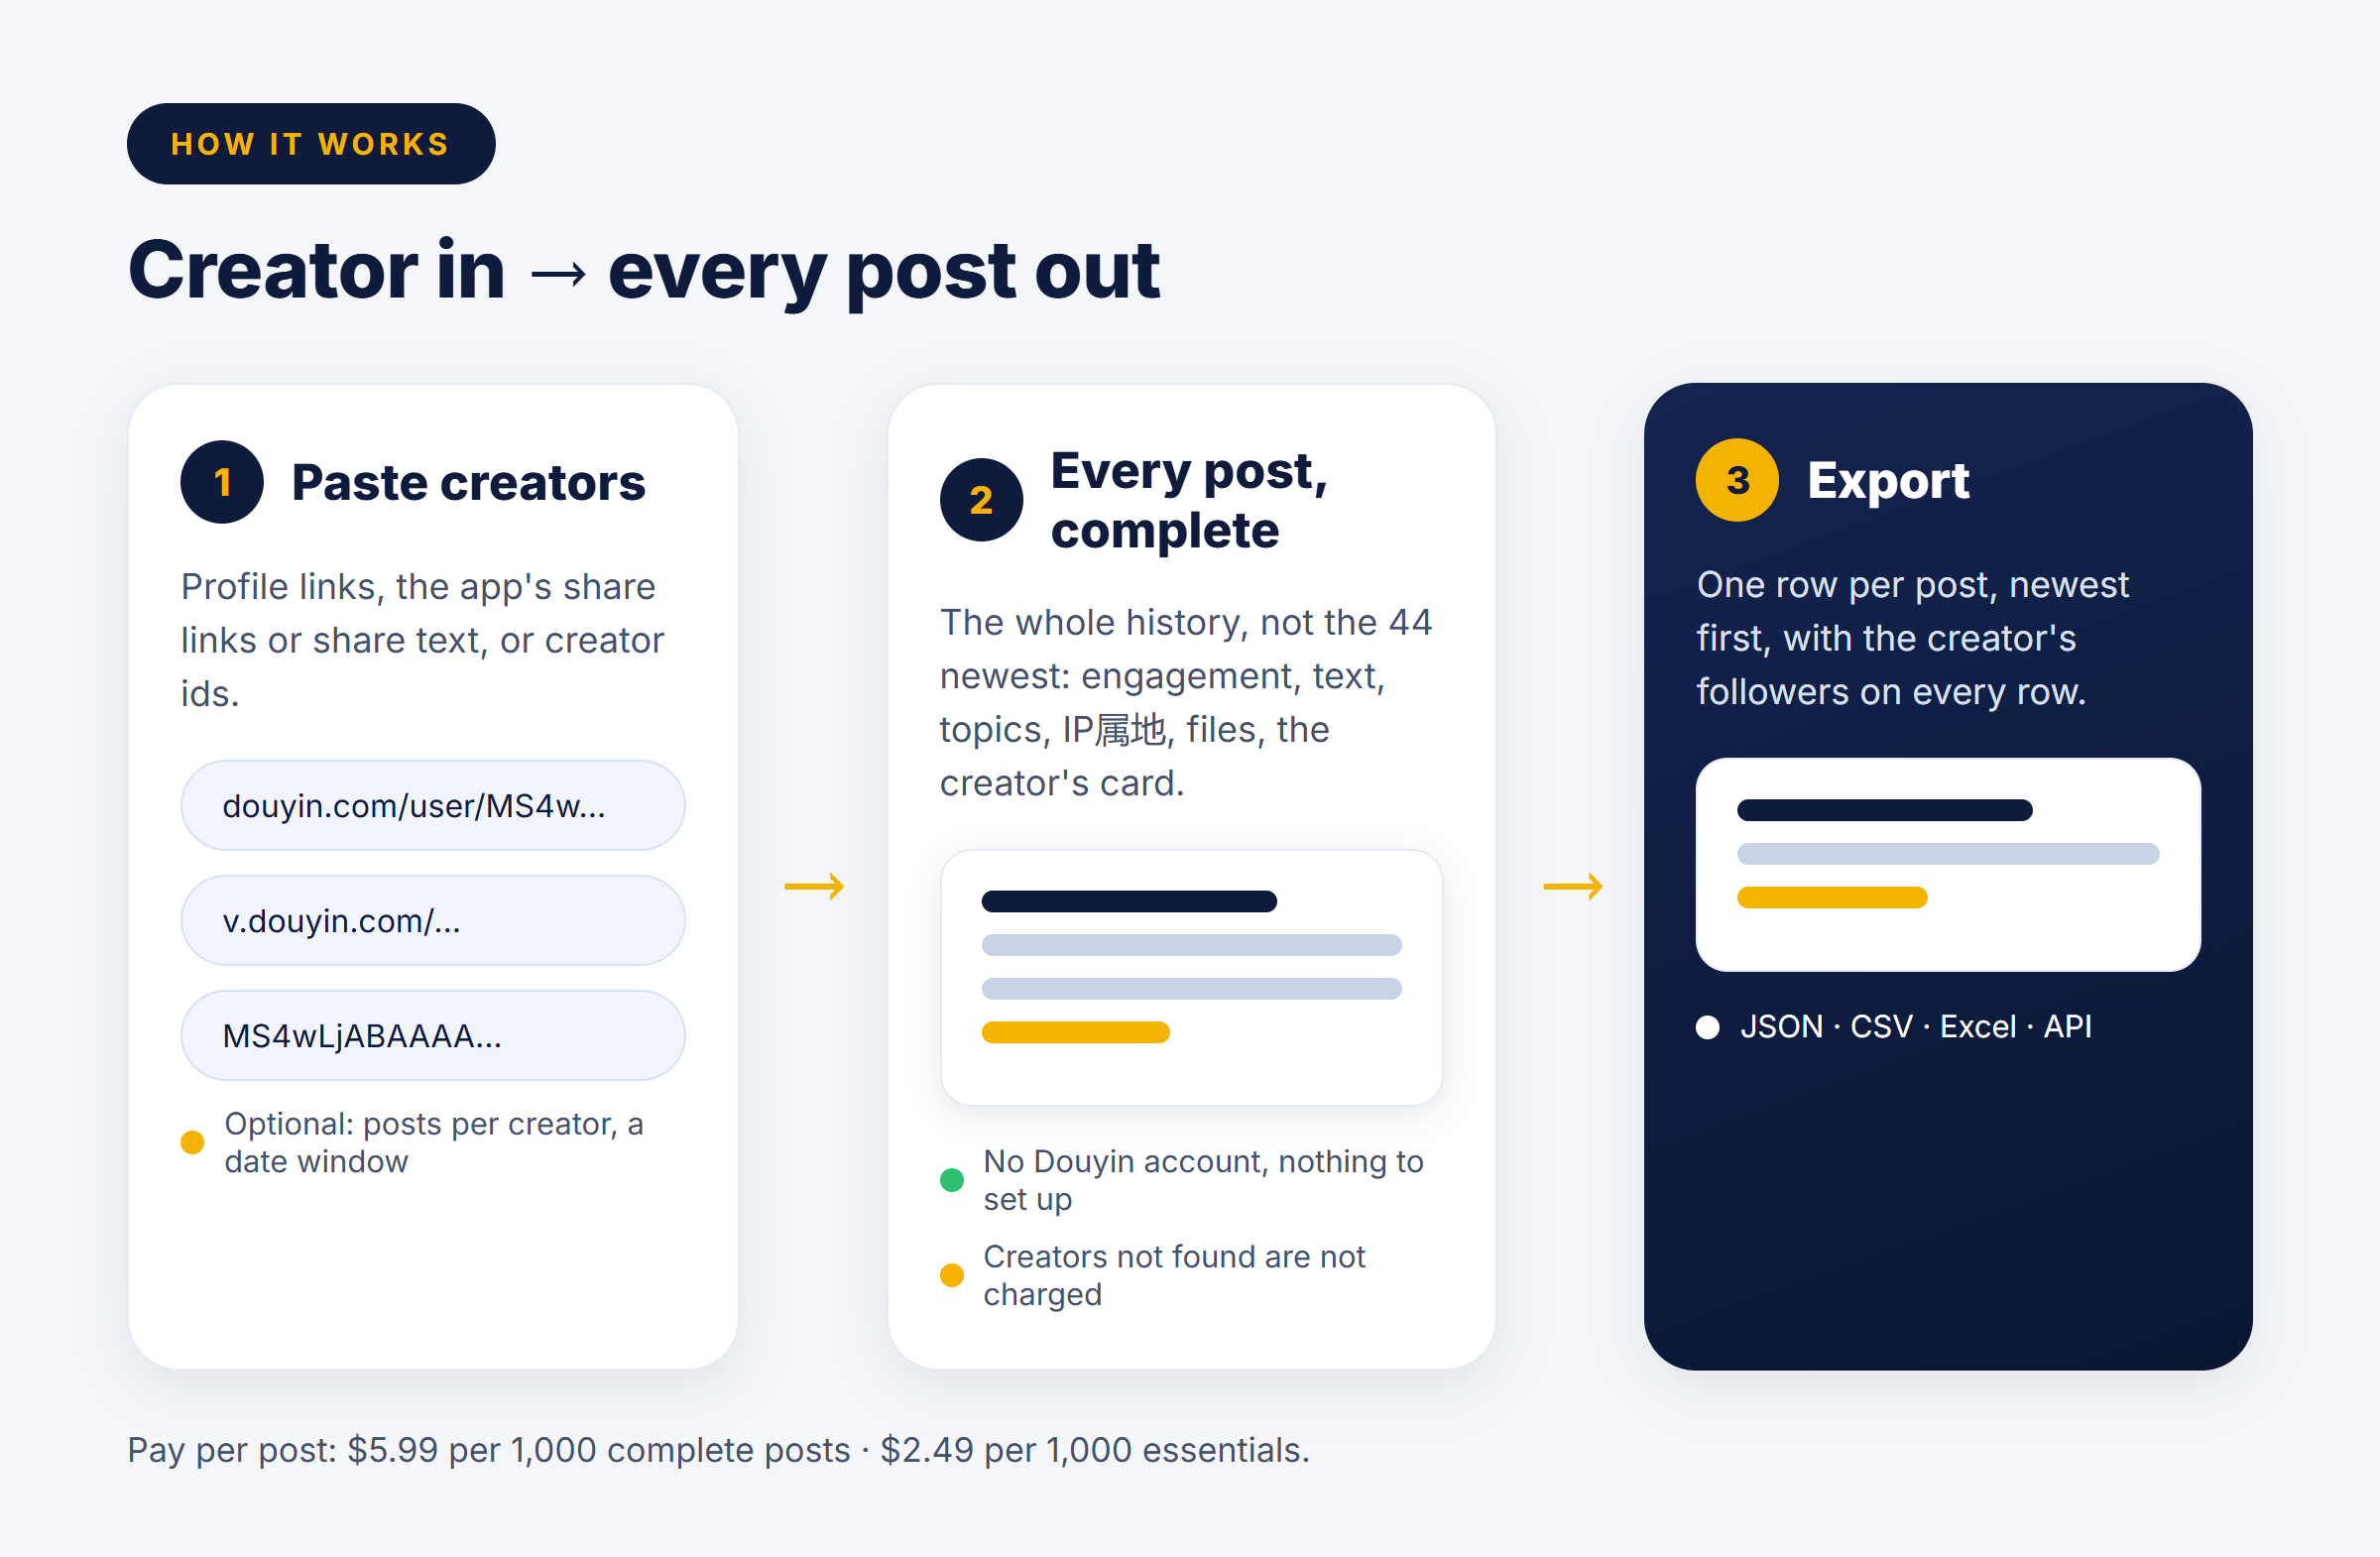 HOW IT WORKS
Creator in → every post out
1
Paste creators
Profile links, the app's share
links or share text, or creator
ids.
douyin.com/user/MS4w...
v.douyin.com/...
MS4wLjABAAAA...
Optional: posts per creator, a
date window
→
2
Every post,
complete
The whole history, not the 44
newest: engagement, text,
topics, IP属地, files, the
creator's card.
No Douyin account, nothing to
set up
Creators not found are not
charged
→
3
Export
One row per post, newest
first, with the creator's
followers on every row.
JSON · CSV · Excel · API
Pay per post: $5.99 per 1,000 complete posts · $2.49 per 1,000 essentials.